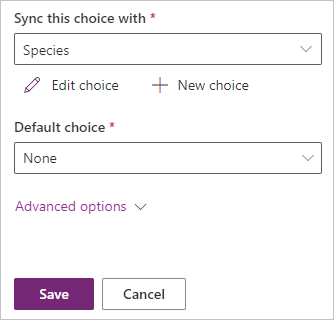 Sync this choice with *
Species
Edit choice New choice
Default choice *
None
Advanced options
Save Cancel